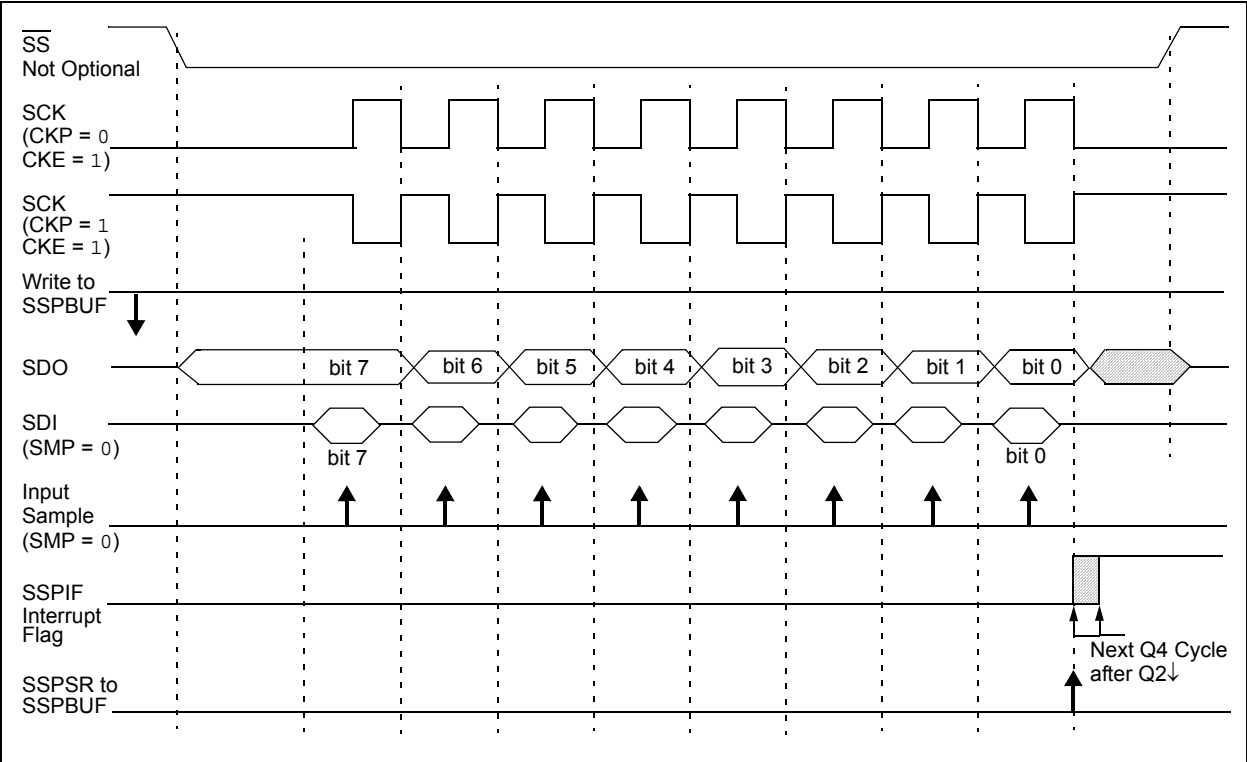 SS
Not Optional
SCK
(CKP = 0
CKE = 1)
SCK
(CKP = 1
CKE = 1)
Write to
SSPBUF
SDO
bit 7 bit 6 bit 5 bit 4 bit 3 bit 2 bit 1 bit 0
SDI
(SMP = 0)
bit 7 bit 0
Input
Sample
(SMP = 0)
SSPIF
Interrupt
Flag
Next Q4 Cycle
after Q2↓
SSPSR to
SSPBUF